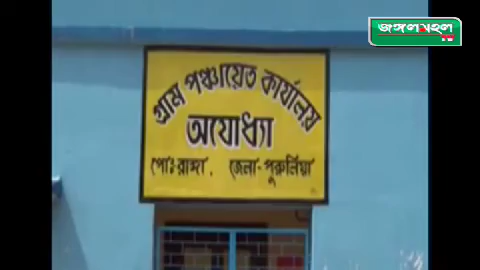 জঙ্গলমহল
গ্রাম পঞ্চায়েত কার্যালয়
অযোধ্যা
পোঃ রাঙ্গা. জেলা-পুরুলিয়া